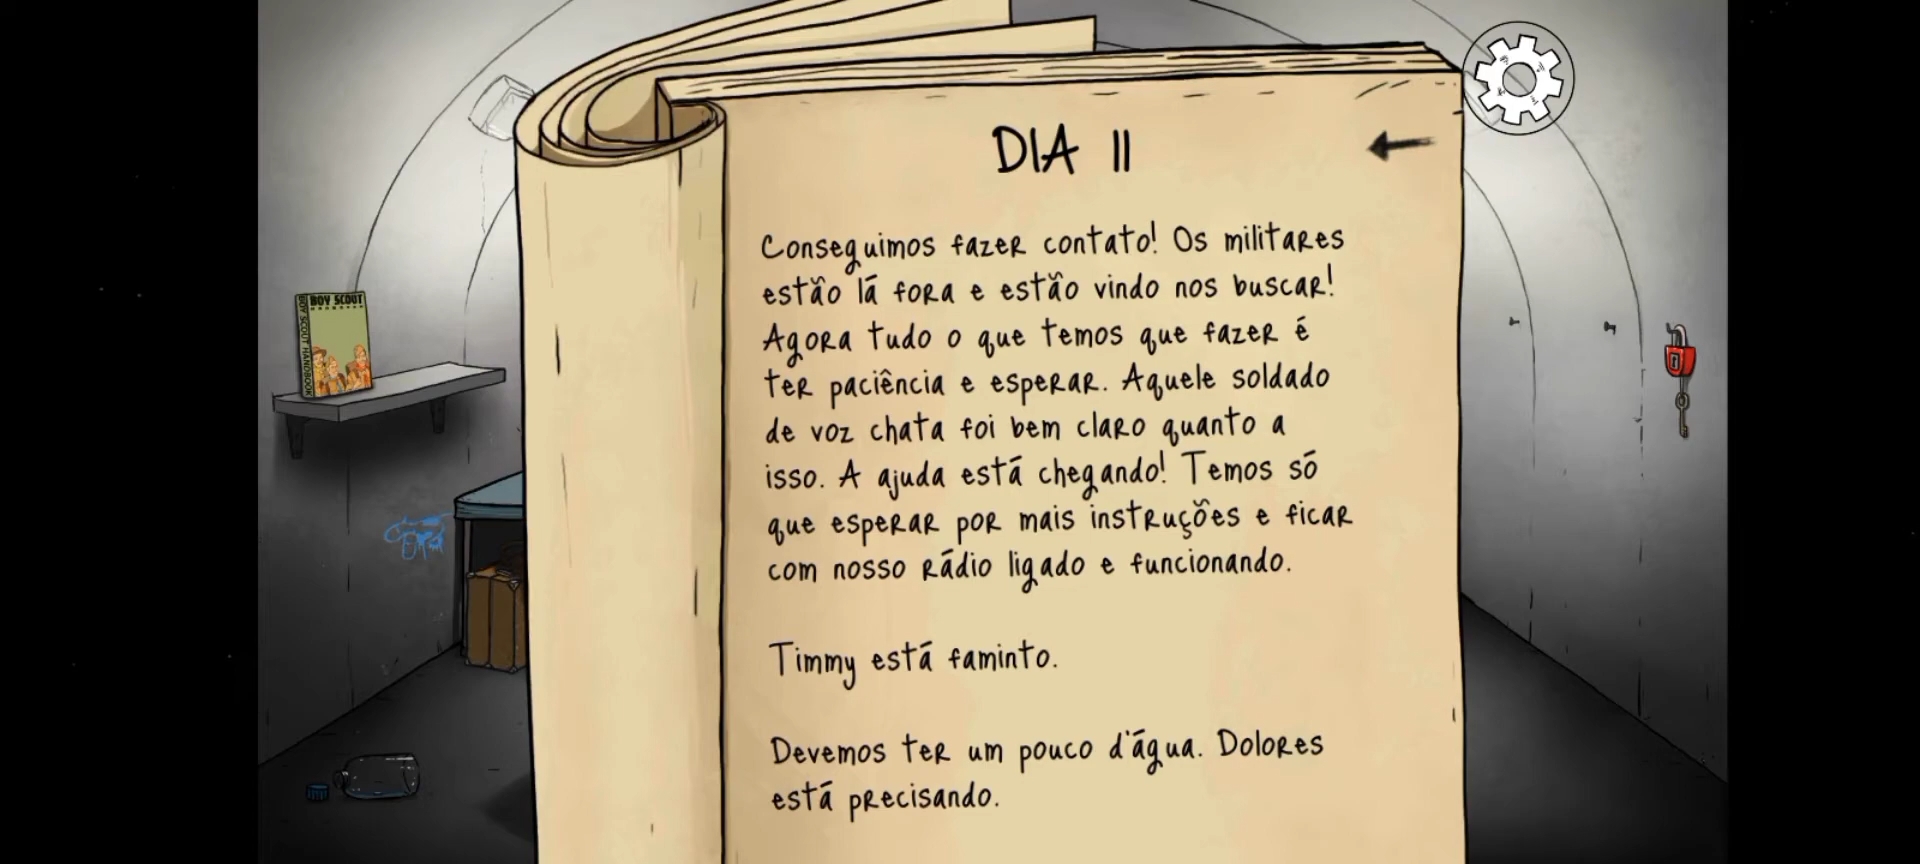 DIA 11
Conseguimos fazer contato! Os militares
estão lá fora e estão vindo nos buscar!
Agora tudo o que temos que fazer é
ter paciência e esperar. Aquele soldado
de voz chata foi bem claro quanto a
isso. A ajuda está chegando! Temos só
que esperar por mais instruções e ficar
com nosso rádio ligado e funcionando.
Timmy está faminto.
Devemos ter um pouco d'água. Dolores
está precisando.
BOY SCOUT
BOY SCOUT HANDBOOK